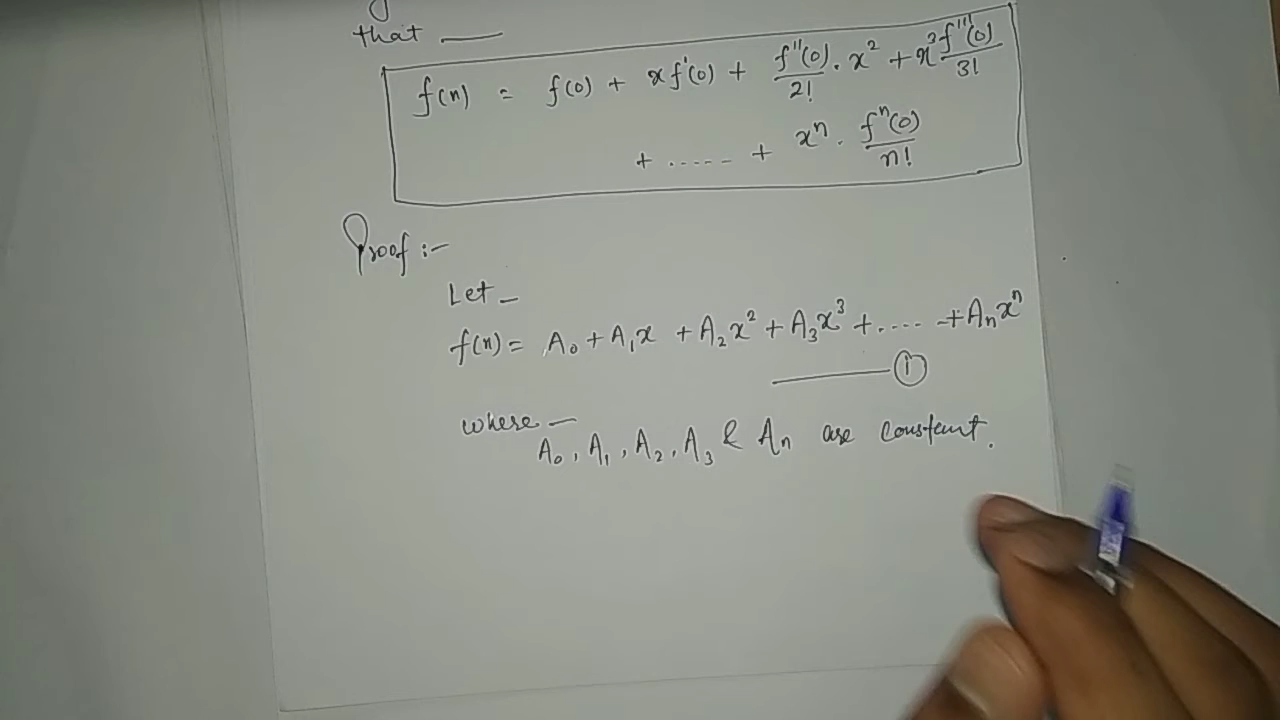 that —
f(x) = f(0) + x f'(0) + f''(0)/2! . x² + x³ f'''(0)/3!
+ ..... + xⁿ . fⁿ(0)/n!
Proof :-
Let -
f(x) = A₀ + A₁x + A₂x² + A₃x³ + .... + Aₙxⁿ
— ①
where —
A₀, A₁, A₂, A₃ & Aₙ are constant.